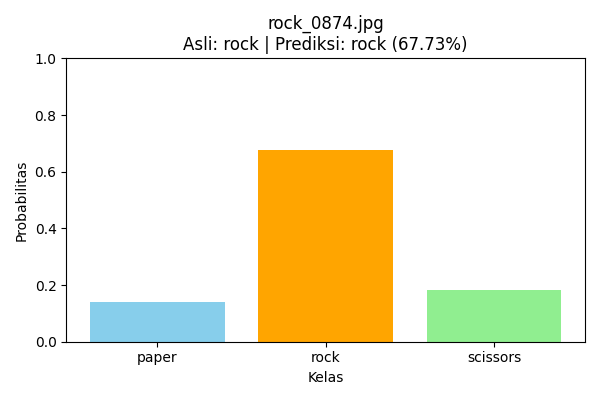 rock_0874.jpg
Asli: rock | Prediksi: rock (67.73%)
1.0
0.8
0.6
0.4
0.2
0.0
Probabilitas
paper
rock
scissors
Kelas